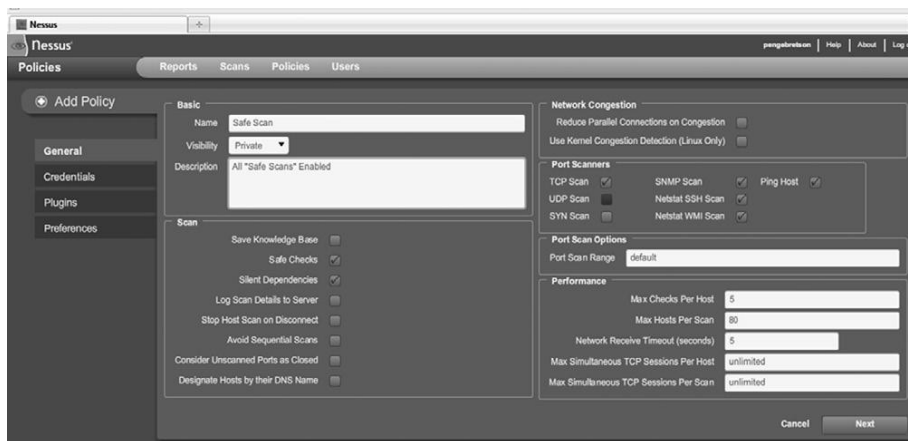 Nessus
nessus
pengabretson | Help | About | Log
Policies
Reports Scans Policies Users
Add Policy
General
Credentials
Plugins
Preferences
Basic
Name Safe Scan
Visibility Private
Description All "Safe Scans" Enabled
Scan
Save Knowledge Base
Safe Checks
Silent Dependencies
Log Scan Details to Server
Stop Host Scan on Disconnect
Avoid Sequential Scans
Consider Unscanned Ports as Closed
Designate Hosts by their DNS Name
Network Congestion
Reduce Parallel Connections on Congestion
Use Kernel Congestion Detection (Linux Only)
Port Scanners
TCP Scan SNMP Scan Ping Host
UDP Scan Netstat SSH Scan
SYN Scan Netstat WMI Scan
Port Scan Options
Port Scan Range default
Performance
Max Checks Per Host 5
Max Hosts Per Scan 80
Network Receive Timeout (seconds) 5
Max Simultaneous TCP Sessions Per Host unlimited
Max Simultaneous TCP Sessions Per Scan unlimited
Cancel Next